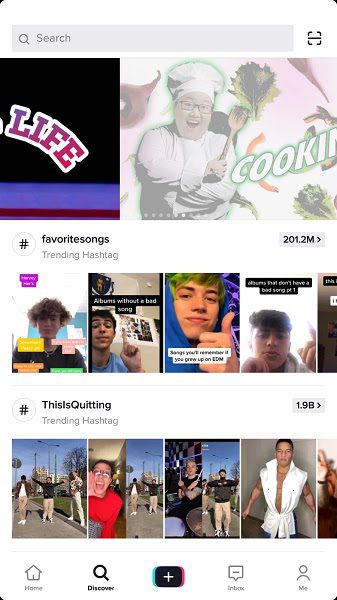 Search
LIFE
COOKIN
# favoritesongs
201.2M >
Trending Hashtag
Harvey
Her's
Albums without a bad
song
Songs you'll remember if
you grew up on EDM
albums that don't have a
bad song pt 1
this i
# ThisIsQuitting
1.9B >
Trending Hashtag
Home
Discover
Inbox
Me